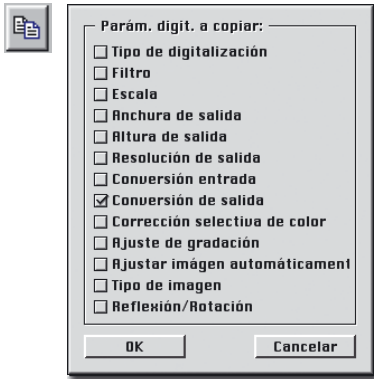 Parám. digit. a copiar:
Tipo de digitalización
Filtro
Escala
Anchura de salida
Altura de salida
Resolución de salida
Conversión entrada
Conversión de salida
Corrección selectiva de color
Ajuste de gradación
Ajustar imágen automáticament
Tipo de imagen
Reflexión/Rotación
OK Cancelar